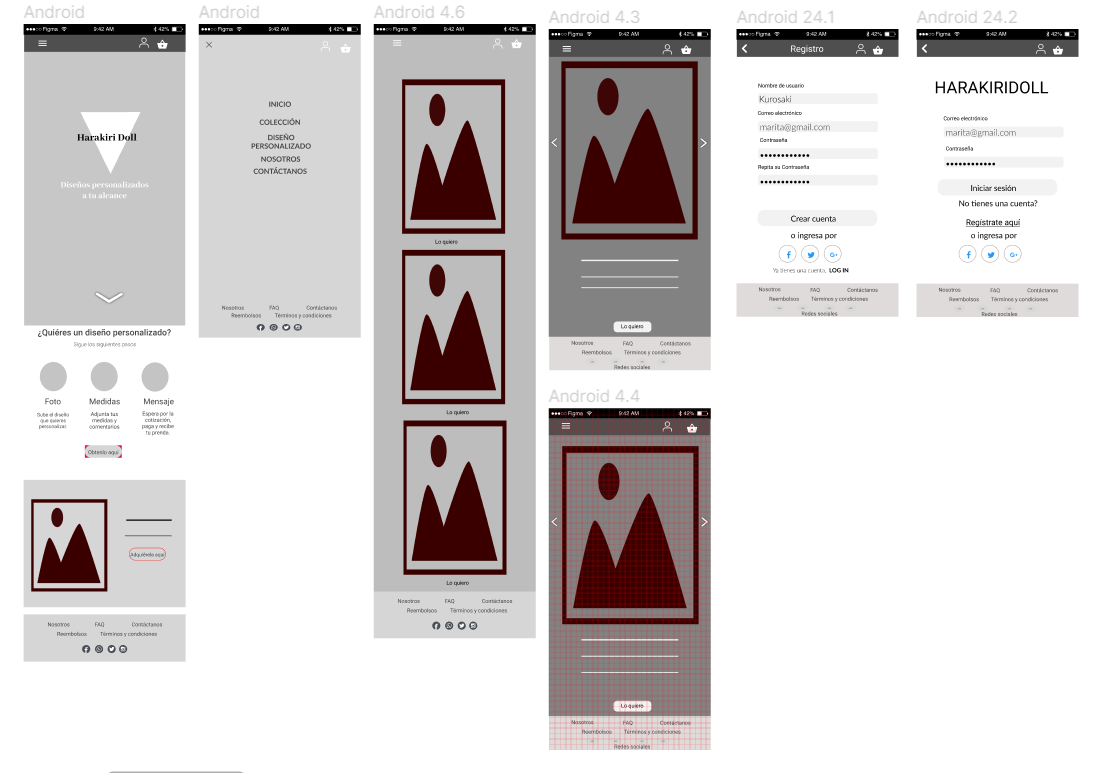 Android
●●●○○ Figma 9:42 AM 42%
Harakiri Doll
Diseños personalizados
a tu alcance
¿Quiéres un diseño personalizado?
Sigue los siguientes pasos
Foto
Sube el diseño
que quieres
personalizar.
Medidas
Adjunta tus
medidas y
comentarios
Mensaje
Espera por la
cotización,
paga y recibe
tu prenda.
Obtenlo aquí
Adquiérele aquí
Nosotros FAQ Contáctanos
Reembolsos Términos y condiciones
Android
●●●○○ Figma 9:42 AM 42%
INICIO
COLECCIÓN
DISEÑO
PERSONALIZADO
NOSOTROS
CONTÁCTANOS
Nosotros FAQ Contáctanos
Reembolsos Términos y condiciones
Android 4.6
●●●○○ Figma 9:42 AM 42%
Lo quiero
Lo quiero
Lo quiero
Nosotros FAQ Contáctanos
Reembolsos Términos y condiciones
Android 4.3
●●●○○ Figma 9:42 AM 42%
Lo quiero
Nosotros FAQ Contáctanos
Reembolsos Términos y condiciones
Redes sociales
Android 4.4
●●●○○ Figma 9:42 AM 42%
Lo quiero
Nosotros FAQ Contáctanos
Reembolsos Términos y condiciones
Redes sociales
Android 24.1
●●●○○ Figma 9:42 AM 42%
Registro
Nombre de usuario
Kurosaki
Correo electrónico
marita@gmail.com
Contraseña
●●●●●●●●●●●●
Repita su Contraseña
●●●●●●●●●●●●
Crear cuenta
o ingresa por
f G+
Ya tienes una cuenta, LOG IN
Nosotros FAQ Contáctanos
Reembolsos Términos y condiciones
Redes sociales
Android 24.2
●●●○○ Figma 9:42 AM 42%
HARAKIRIDOLL
Correo electrónico
marita@gmail.com
Contraseña
●●●●●●●●●●●●
Iniciar sesión
No tienes una cuenta?
Regístrate aquí
o ingresa por
f G+
Nosotros FAQ Contáctanos
Reembolsos Términos y condiciones
Redes sociales